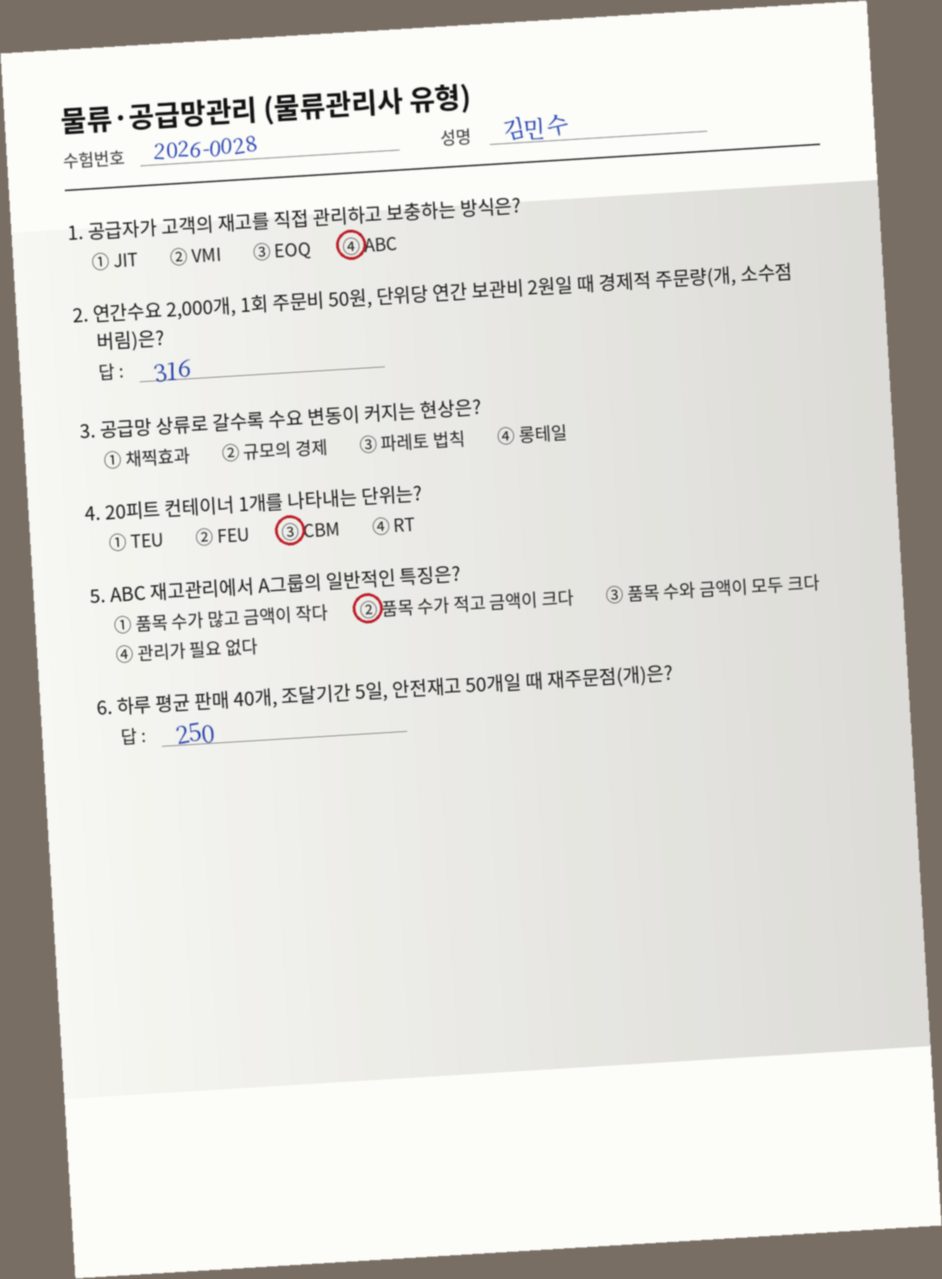 물류·공급망관리 (물류관리사 유형)
수험번호 2026-0028 성명 김민수
1. 공급자가 고객의 재고를 직접 관리하고 보충하는 방식은?
① JIT ② VMI ③ EOQ ④ ABC
2. 연간수요 2,000개, 1회 주문비 50원, 단위당 연간 보관비 2원일 때 경제적 주문량(개, 소수점
버림)은?
답 : 316
3. 공급망 상류로 갈수록 수요 변동이 커지는 현상은?
① 채찍효과 ② 규모의 경제 ③ 파레토 법칙 ④ 롱테일
4. 20피트 컨테이너 1개를 나타내는 단위는?
① TEU ② FEU ③ CBM ④ RT
5. ABC 재고관리에서 A그룹의 일반적인 특징은?
① 품목 수가 많고 금액이 작다 ② 품목 수가 적고 금액이 크다 ③ 품목 수와 금액이 모두 크다
④ 관리가 필요 없다
6. 하루 평균 판매 40개, 조달기간 5일, 안전재고 50개일 때 재주문점(개)은?
답 : 250